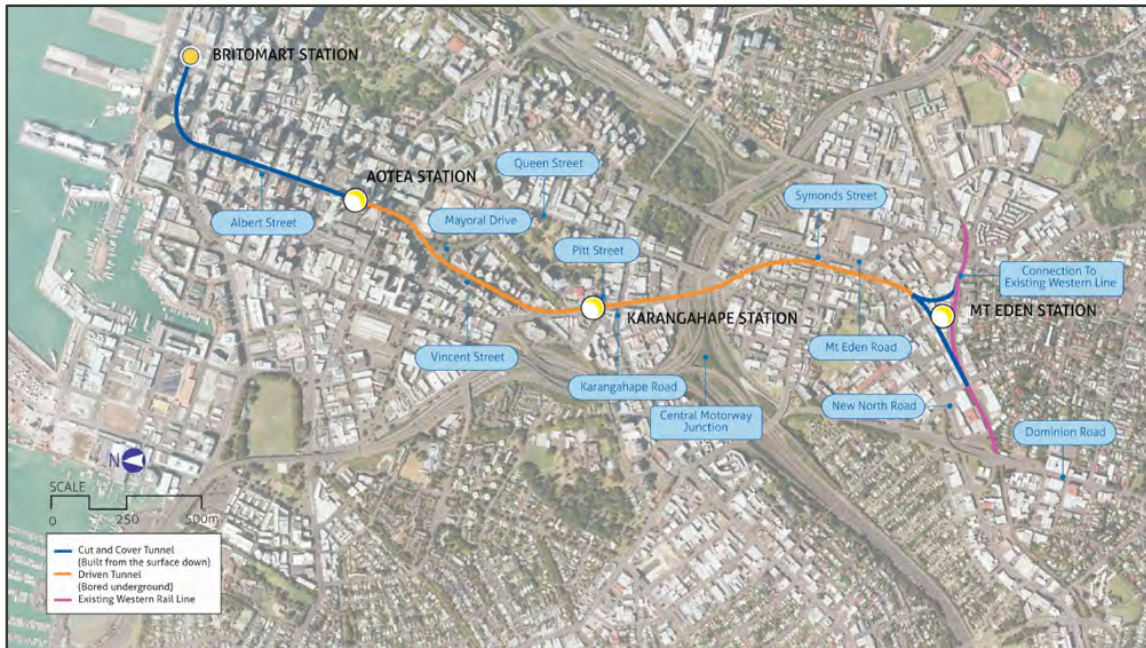 BRITOMART STATION
AOTEA STATION
Queen Street
Albert Street
Mayoral Drive
Symonds Street
Pitt Street
Connection To
Existing Western Line
MT EDEN STATION
KARANGAHAPE STATION
Vincent Street
Karangahape Road
Mt Eden Road
Central Motorway
Junction
New North Road
Dominion Road
N
SCALE
0 250 500m
Cut and Cover Tunnel
(Built from the surface down)
Driven Tunnel
(Bored underground)
Existing Western Rail Line